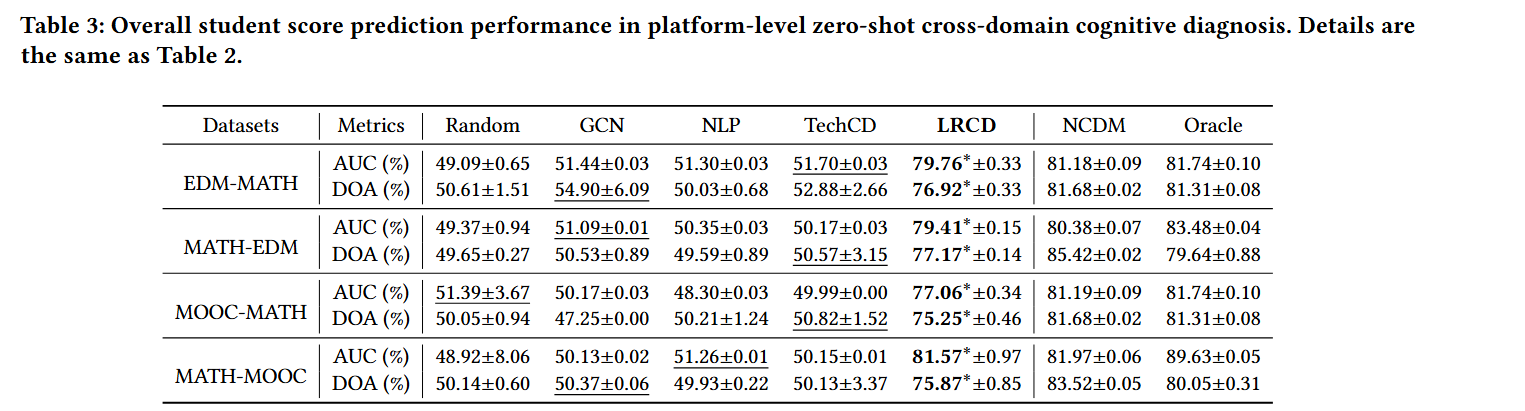 Table 3: Overall student score prediction performance in platform-level zero-shot cross-domain cognitive diagnosis. Details are
the same as Table 2.
Datasets Metrics Random GCN NLP TechCD LRCD NCDM Oracle
EDM-MATH
AUC (%) 49.09±0.65 51.44±0.03 51.30±0.03 51.70±0.03 79.76*±0.33 81.18±0.09 81.74±0.10
DOA (%) 50.61±1.51 54.90±6.09 50.03±0.68 52.88±2.66 76.92*±0.33 81.68±0.02 81.31±0.08
MATH-EDM
AUC (%) 49.37±0.94 51.09±0.01 50.35±0.03 50.17±0.03 79.41*±0.15 80.38±0.07 83.48±0.04
DOA (%) 49.65±0.27 50.53±0.89 49.59±0.89 50.57±3.15 77.17*±0.14 85.42±0.02 79.64±0.88
MOOC-MATH
AUC (%) 51.39±3.67 50.17±0.03 48.30±0.03 49.99±0.00 77.06*±0.34 81.19±0.09 81.74±0.10
DOA (%) 50.05±0.94 47.25±0.00 50.21±1.24 50.82±1.52 75.25*±0.46 81.68±0.02 81.31±0.08
MATH-MOOC
AUC (%) 48.92±8.06 50.13±0.02 51.26±0.01 50.15±0.01 81.57*±0.97 81.97±0.06 89.63±0.05
DOA (%) 50.14±0.60 50.37±0.06 49.93±0.22 50.13±3.37 75.87*±0.85 83.52±0.05 80.05±0.31